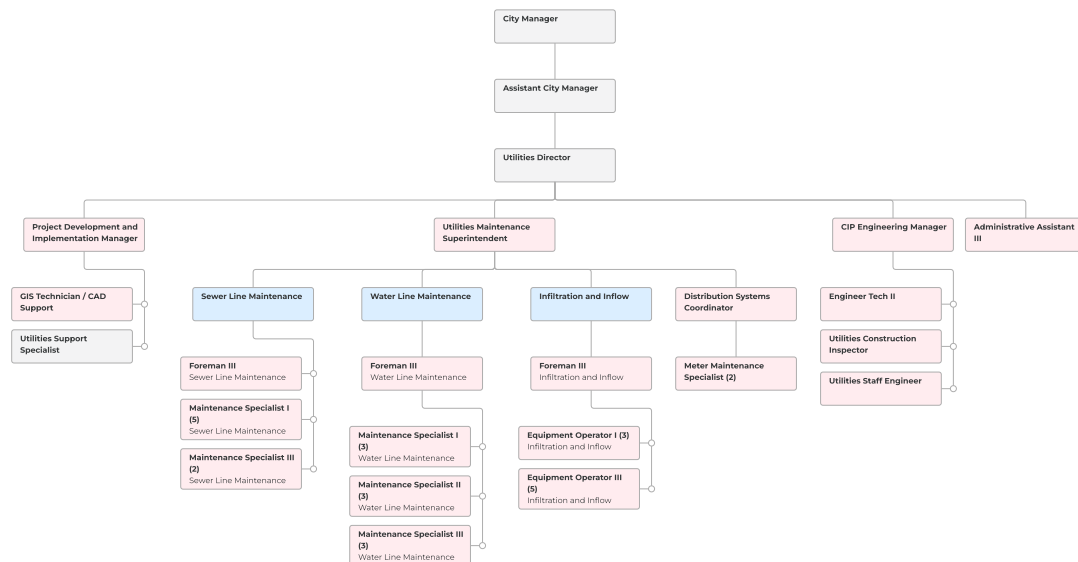 City Manager
Assistant City Manager
Utilities Director
Project Development and
Implementation Manager
Utilities Maintenance
Superintendent
CIP Engineering Manager
Administrative Assistant
III
GIS Technician / CAD
Support
Utilities Support
Specialist
Sewer Line Maintenance
Water Line Maintenance
Infiltration and Inflow
Distribution Systems
Coordinator
Engineer Tech II
Utilities Construction
Inspector
Utilities Staff Engineer
Foreman III
Sewer Line Maintenance
Maintenance Specialist I
(5)
Sewer Line Maintenance
Maintenance Specialist III
(2)
Sewer Line Maintenance
Foreman III
Water Line Maintenance
Maintenance Specialist I
(3)
Water Line Maintenance
Maintenance Specialist II
(3)
Water Line Maintenance
Maintenance Specialist III
(3)
Water Line Maintenance
Foreman III
Infiltration and Inflow
Equipment Operator I (3)
Infiltration and Inflow
Equipment Operator III
(5)
Infiltration and Inflow
Meter Maintenance
Specialist (2)